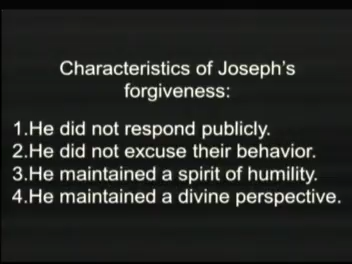 Characteristics of Joseph's
forgiveness:
1.He did not respond publicly.
2.He did not excuse their behavior.
3.He maintained a spirit of humility.
4.He maintained a divine perspective.